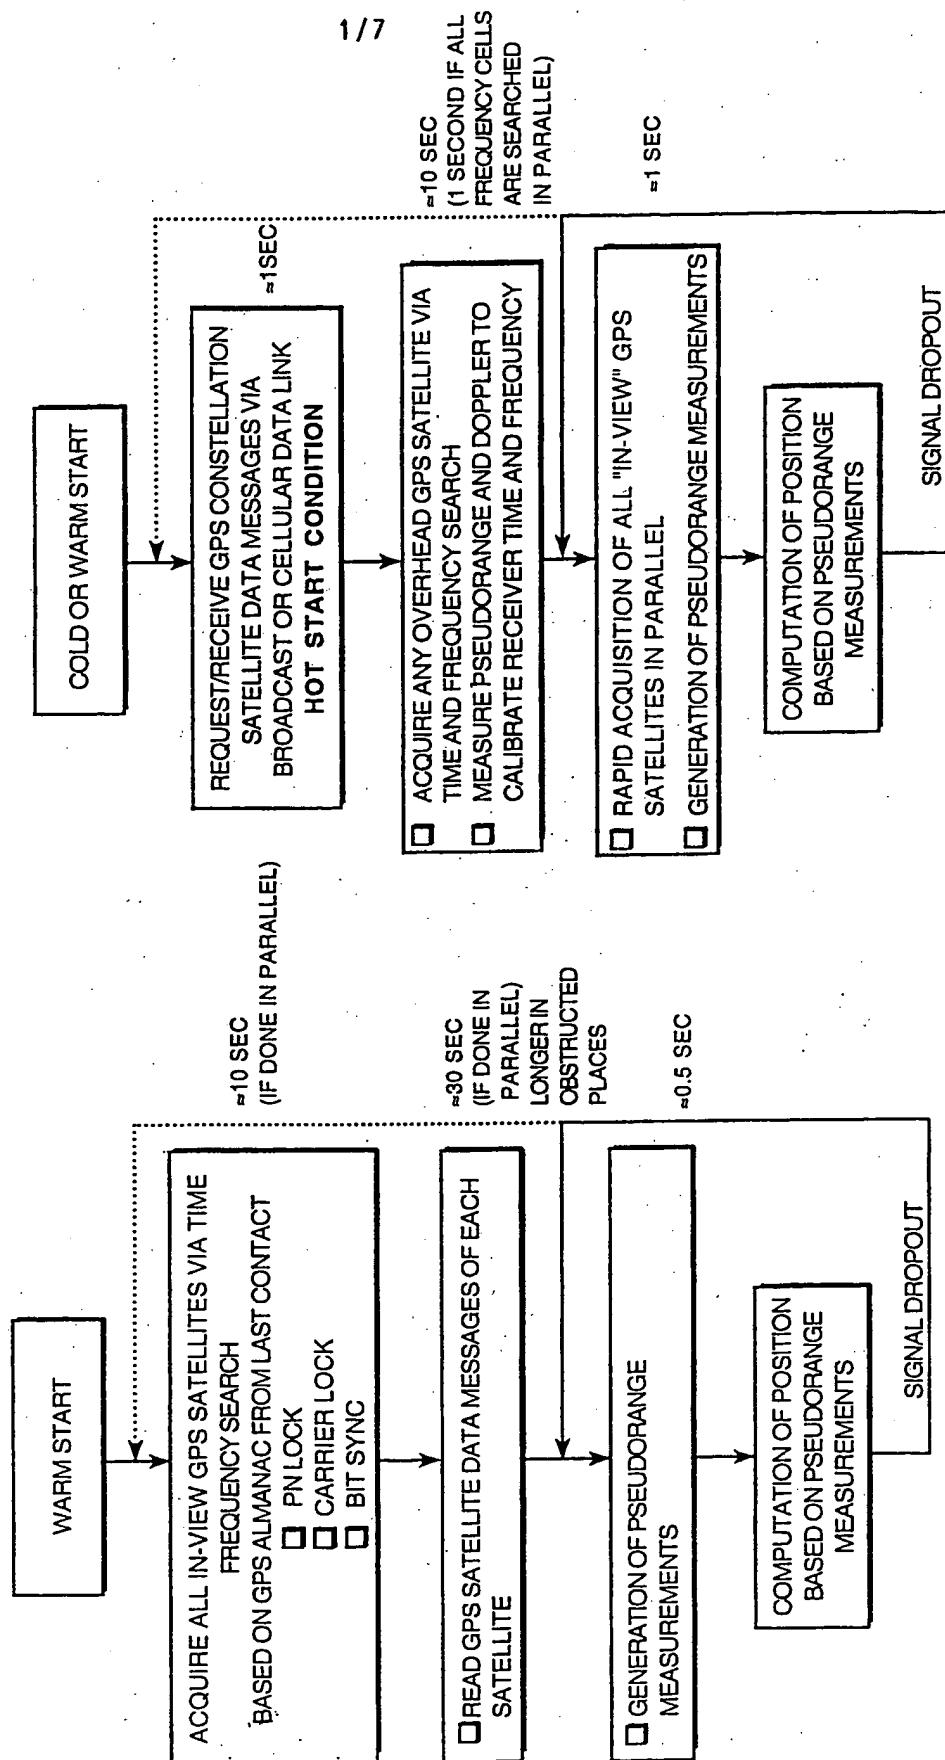 1/7
WARM START
ACQUIRE ALL IN-VIEW GPS SATELLITES VIA TIME
FREQUENCY SEARCH
BASED ON GPS ALMANAC FROM LAST CONTACT
PN LOCK
CARRIER LOCK
BIT SYNC
≈10 SEC
(IF DONE IN PARALLEL)
READ GPS SATELLITE DATA MESSAGES OF EACH
SATELLITE
≈30 SEC
(IF DONE IN
PARALLEL)
LONGER IN
OBSTRUCTED
PLACES
GENERATION OF PSEUDORANGE
MEASUREMENTS
≈0.5 SEC
COMPUTATION OF POSITION
BASED ON PSEUDORANGE
MEASUREMENTS
SIGNAL DROPOUT
COLD OR WARM START
REQUEST/RECEIVE GPS CONSTELLATION
SATELLITE DATA MESSAGES VIA
BROADCAST OR CELLULAR DATA LINK
HOT START CONDITION
≈1SEC
ACQUIRE ANY OVERHEAD GPS SATELLITE VIA
TIME AND FREQUENCY SEARCH
MEASURE PSEUDORANGE AND DOPPLER TO
CALIBRATE RECEIVER TIME AND FREQUENCY
≈10 SEC
(1 SECOND IF ALL
FREQUENCY CELLS
ARE SEARCHED
IN PARALLEL)
RAPID ACQUISITION OF ALL "IN-VIEW" GPS
SATELLITES IN PARALLEL
GENERATION OF PSEUDORANGE MEASUREMENTS
≈1 SEC
COMPUTATION OF POSITION
BASED ON PSEUDORANGE
MEASUREMENTS
SIGNAL DROPOUT